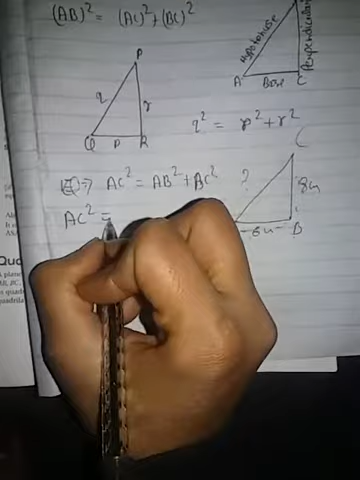 (AB)² = (AC)² + (BC)²
Hypotenuse
Perpendicular
A Base C
P
q r
Q P R
q² = p² + r²
AC² = AB² + BC²
?
C
8cm
6cm B
AC² =